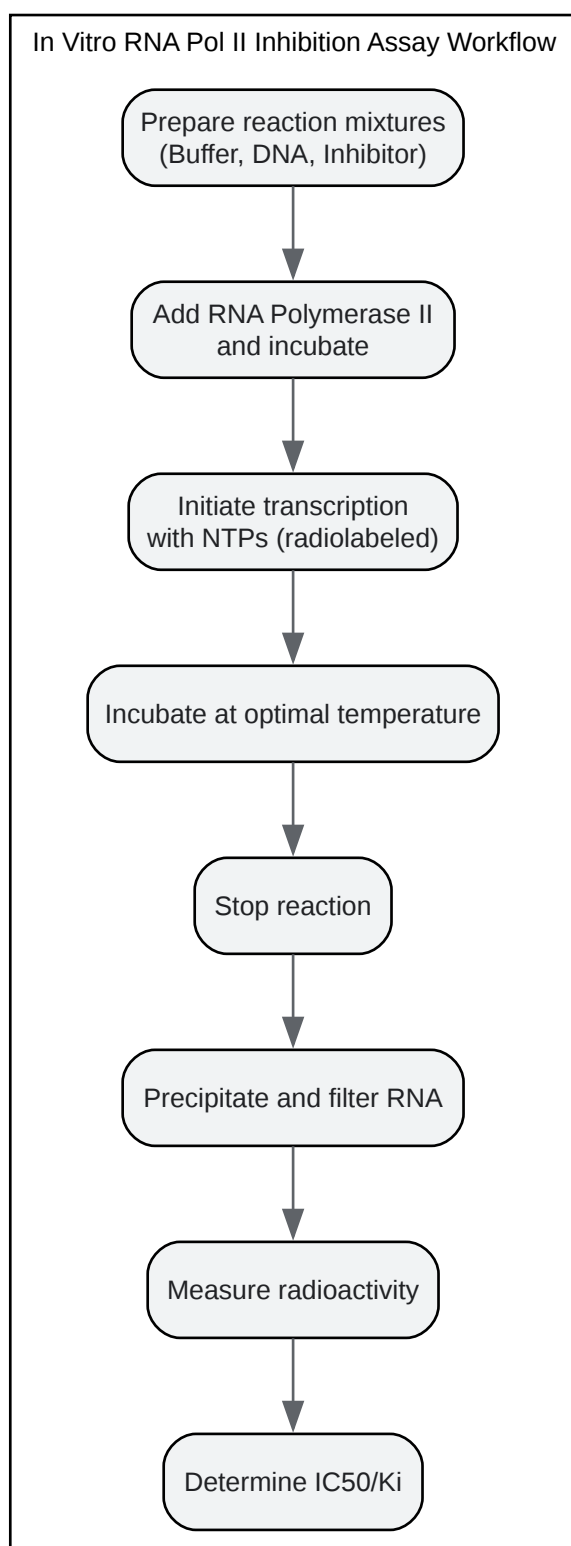 In Vitro RNA Pol II Inhibition Assay Workflow
Prepare reaction mixtures
(Buffer, DNA, Inhibitor)
Add RNA Polymerase II
and incubate
Initiate transcription
with NTPs (radiolabeled)
Incubate at optimal temperature
Stop reaction
Precipitate and filter RNA
Measure radioactivity
Determine IC50/Ki